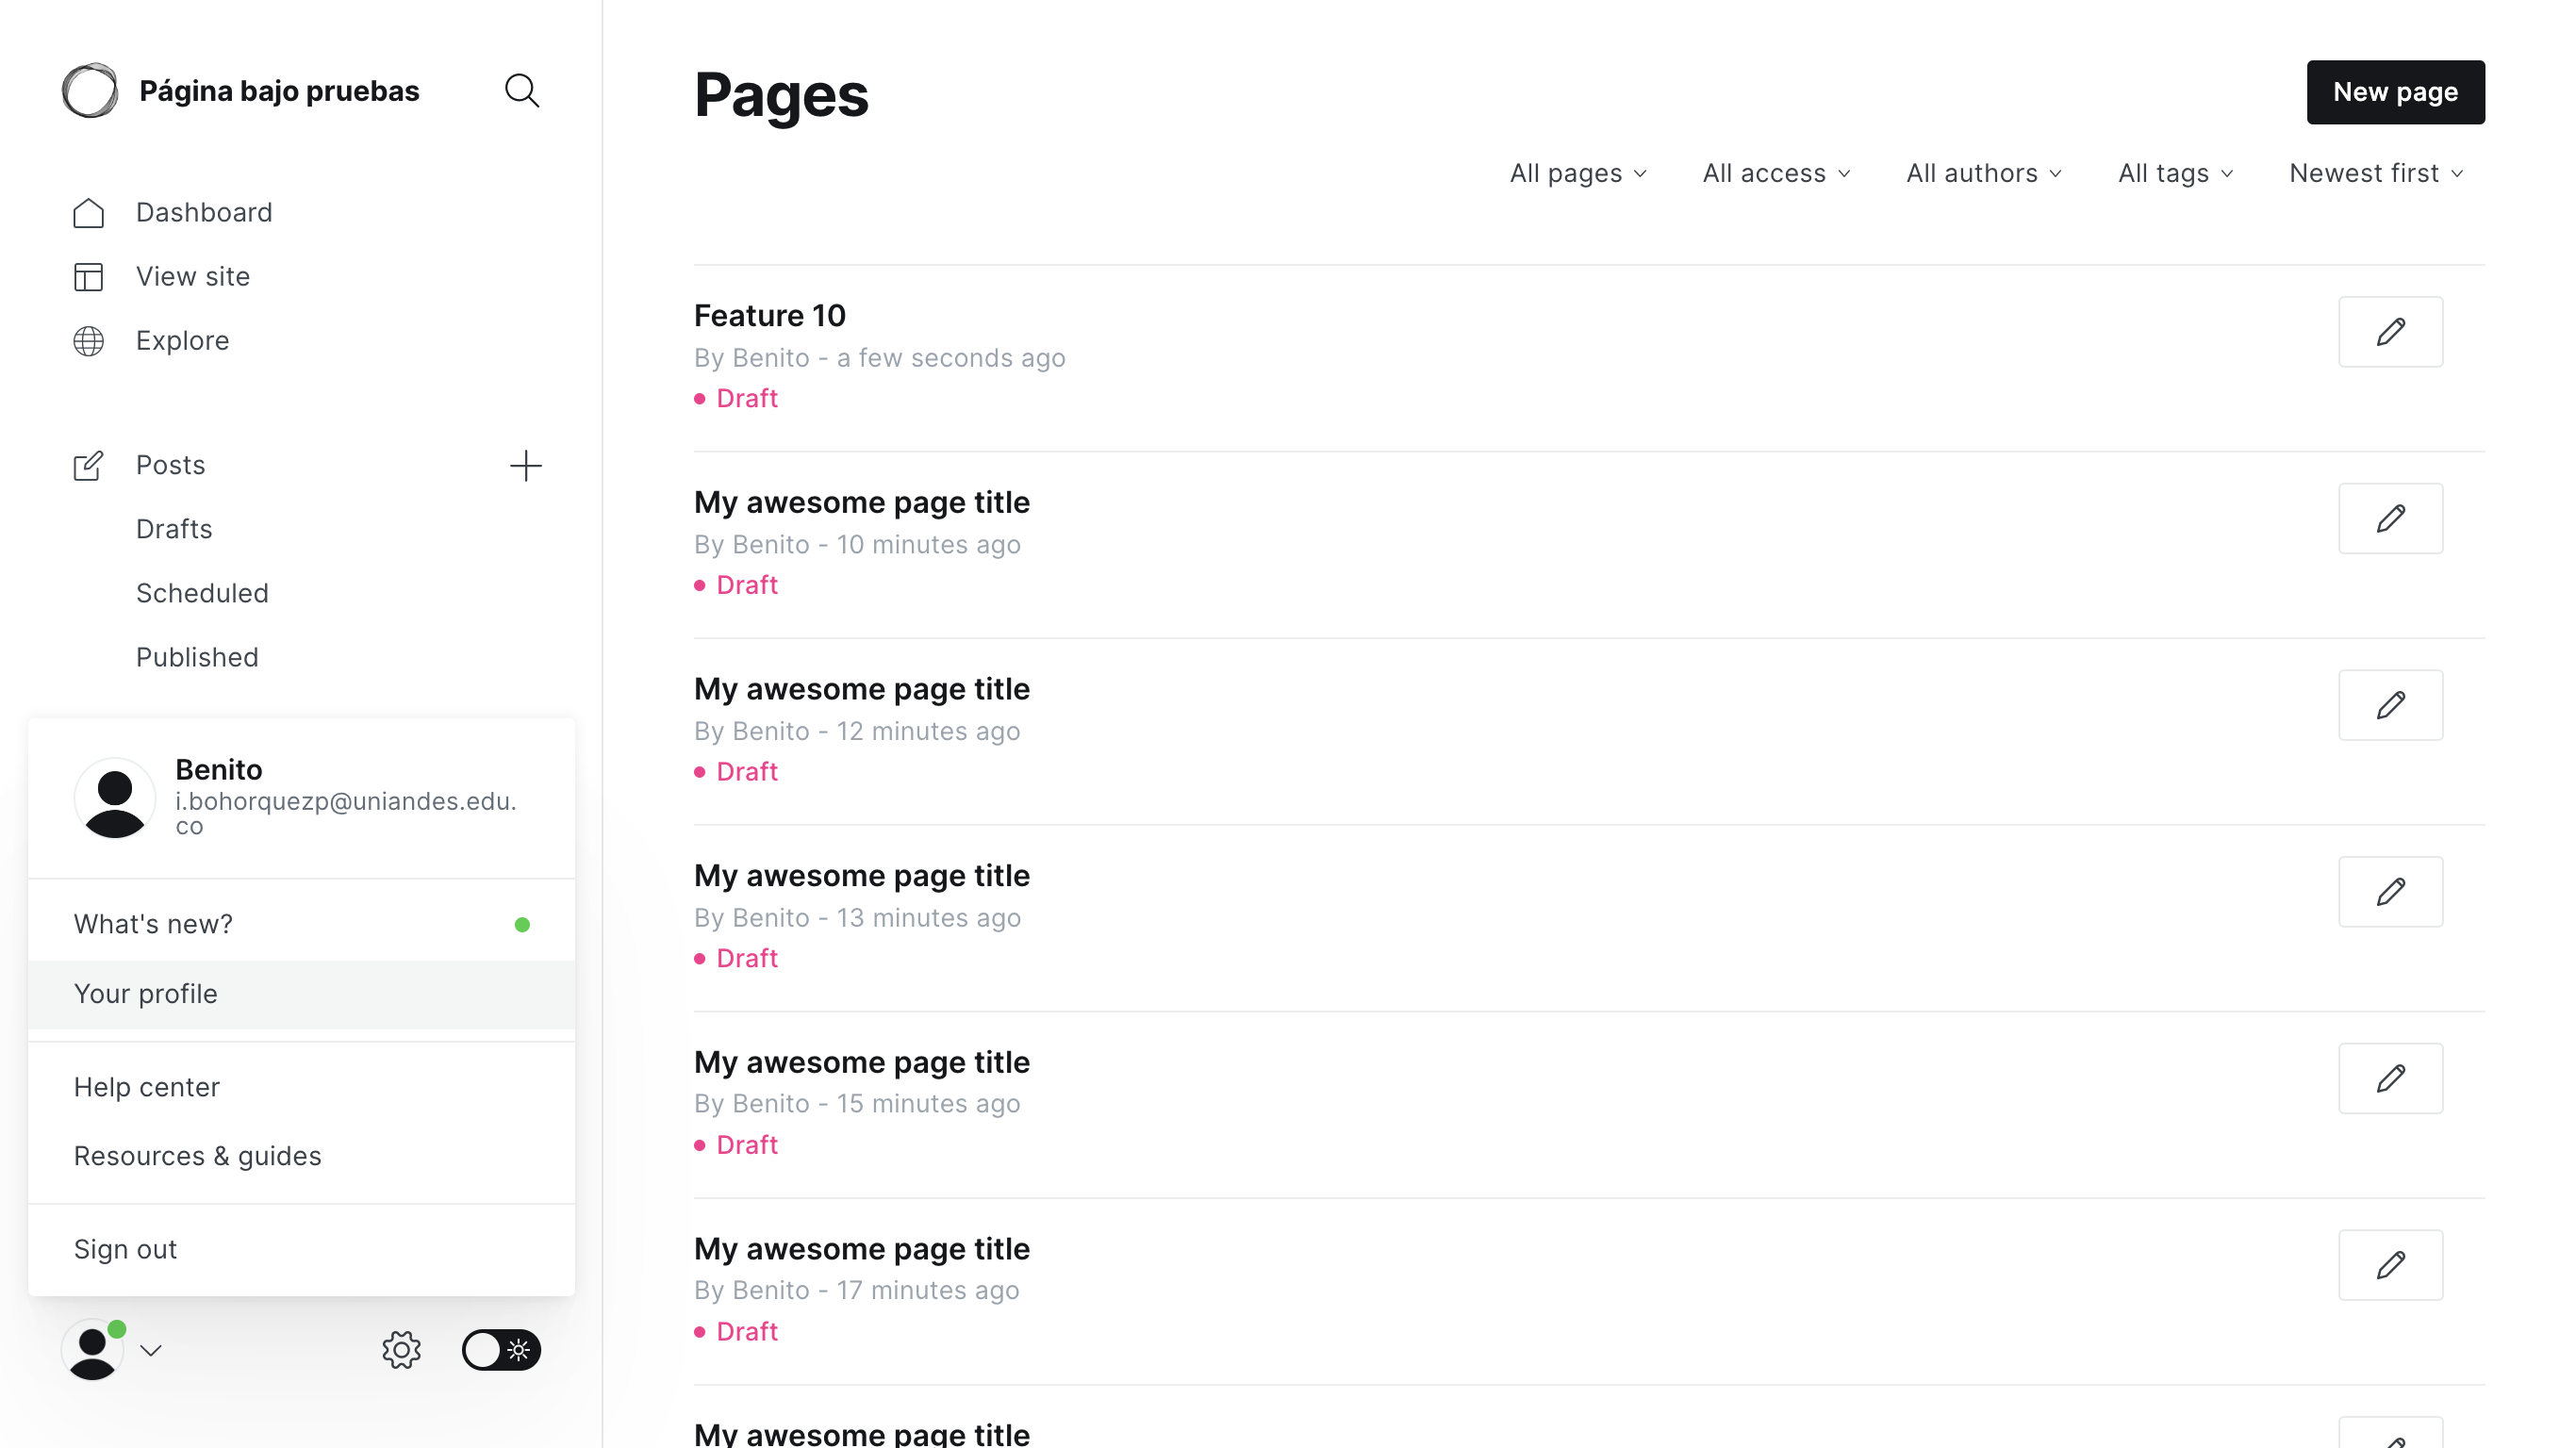 Página bajo pruebas
Dashboard
View site
Explore
Posts
Drafts
Scheduled
Published
Benito
i.bohorquezp@uniandes.edu.
co
What's new?
Your profile
Help center
Resources & guides
Sign out
Pages
New page
All pages
All access
All authors
All tags
Newest first
Feature 10
By Benito - a few seconds ago
Draft
My awesome page title
By Benito - 10 minutes ago
Draft
My awesome page title
By Benito - 12 minutes ago
Draft
My awesome page title
By Benito - 13 minutes ago
Draft
My awesome page title
By Benito - 15 minutes ago
Draft
My awesome page title
By Benito - 17 minutes ago
Draft
My awesome page title